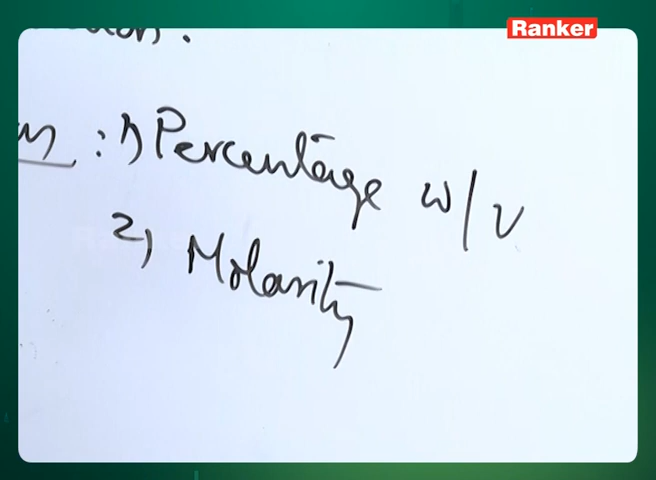 Ranker
: 1) Percentage w/v
2) Molarity